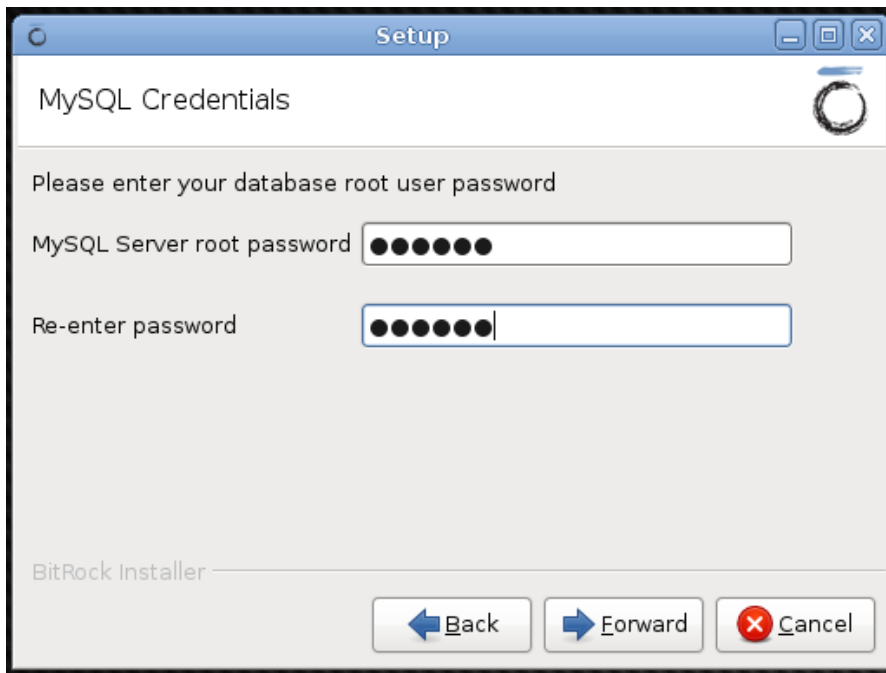 Setup
MySQL Credentials
Please enter your database root user password
MySQL Server root password ●●●●●●
Re-enter password ●●●●●●
BitRock Installer
Back Forward Cancel